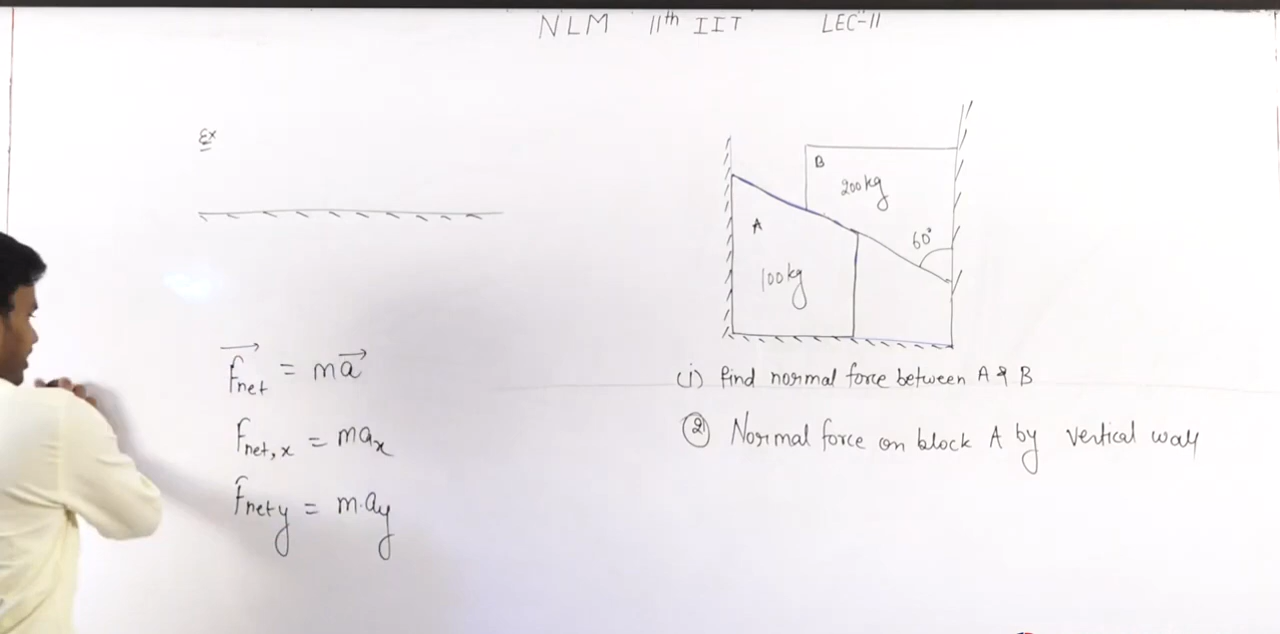 NLM 11th IIT LEC-11
Ex
B
200kg
A
60°
100kg
Fnet = ma
(i) find normal force between A & B
Fnet,x = max
② Normal force on block A by vertical wall
Fnety = m.ay